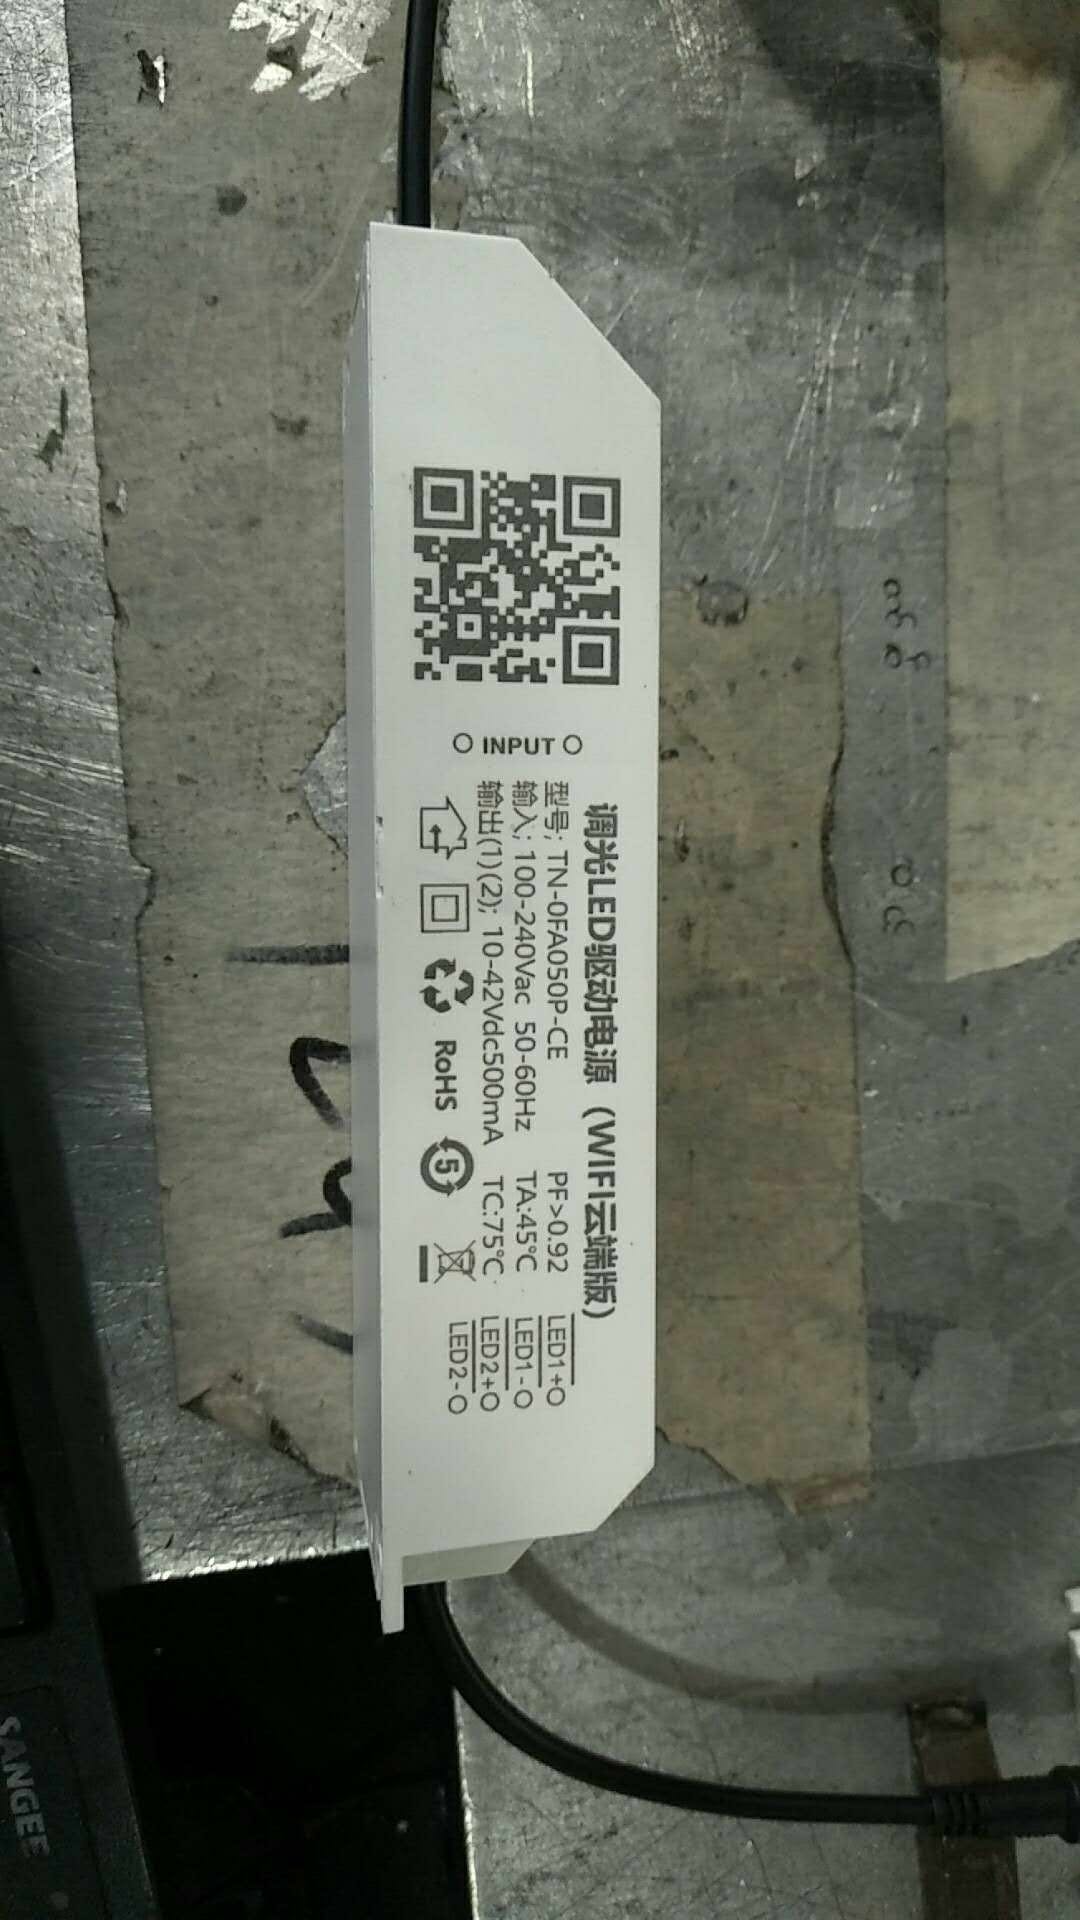 调光LED驱动电源（WIFI云端版）
型号: TN-0FA050P-CE PF>0.92
输入: 100-240Vac 50-60Hz TA:45℃
输出(1)(2): 10-42Vdc500mA TC:75℃
INPUT
RoHS
5
LED1+
LED1-
LED2+
LED2-
SANGEE